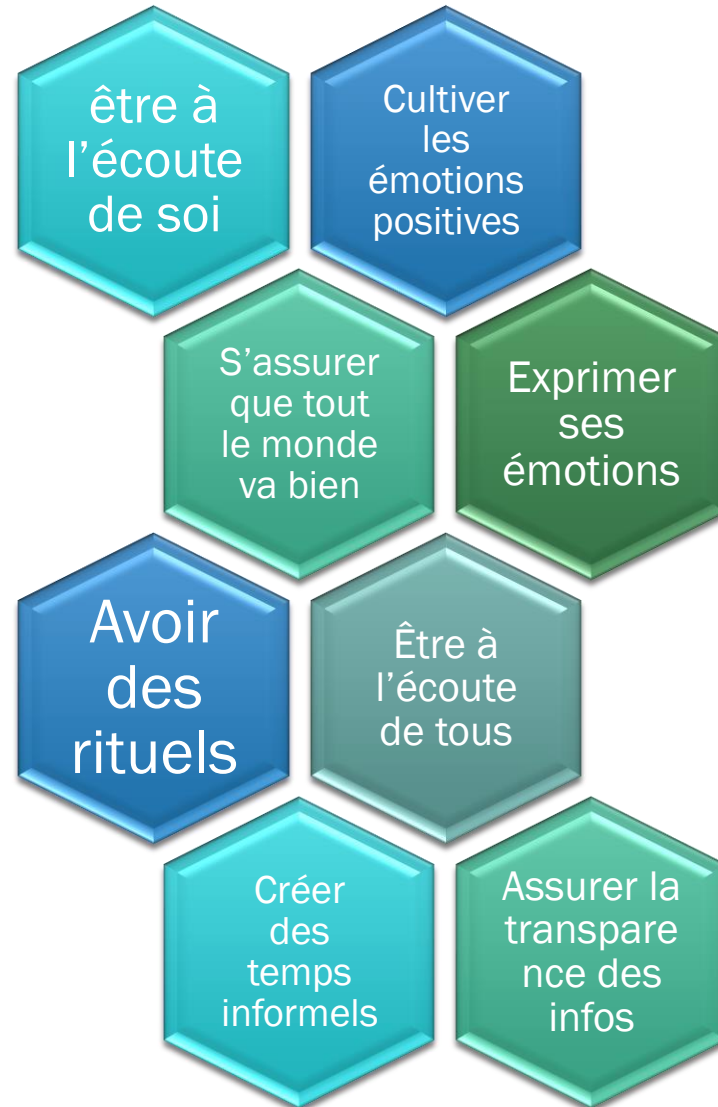 être à
l’écoute
de soi
Cultiver
les
émotions
positives
S’assurer
que tout
le monde
va bien
Exprimer
ses
émotions
Avoir
des
rituels
Être à
l’écoute
de tous
Créer
des
temps
informels
Assurer la
transpare
nce des
infos